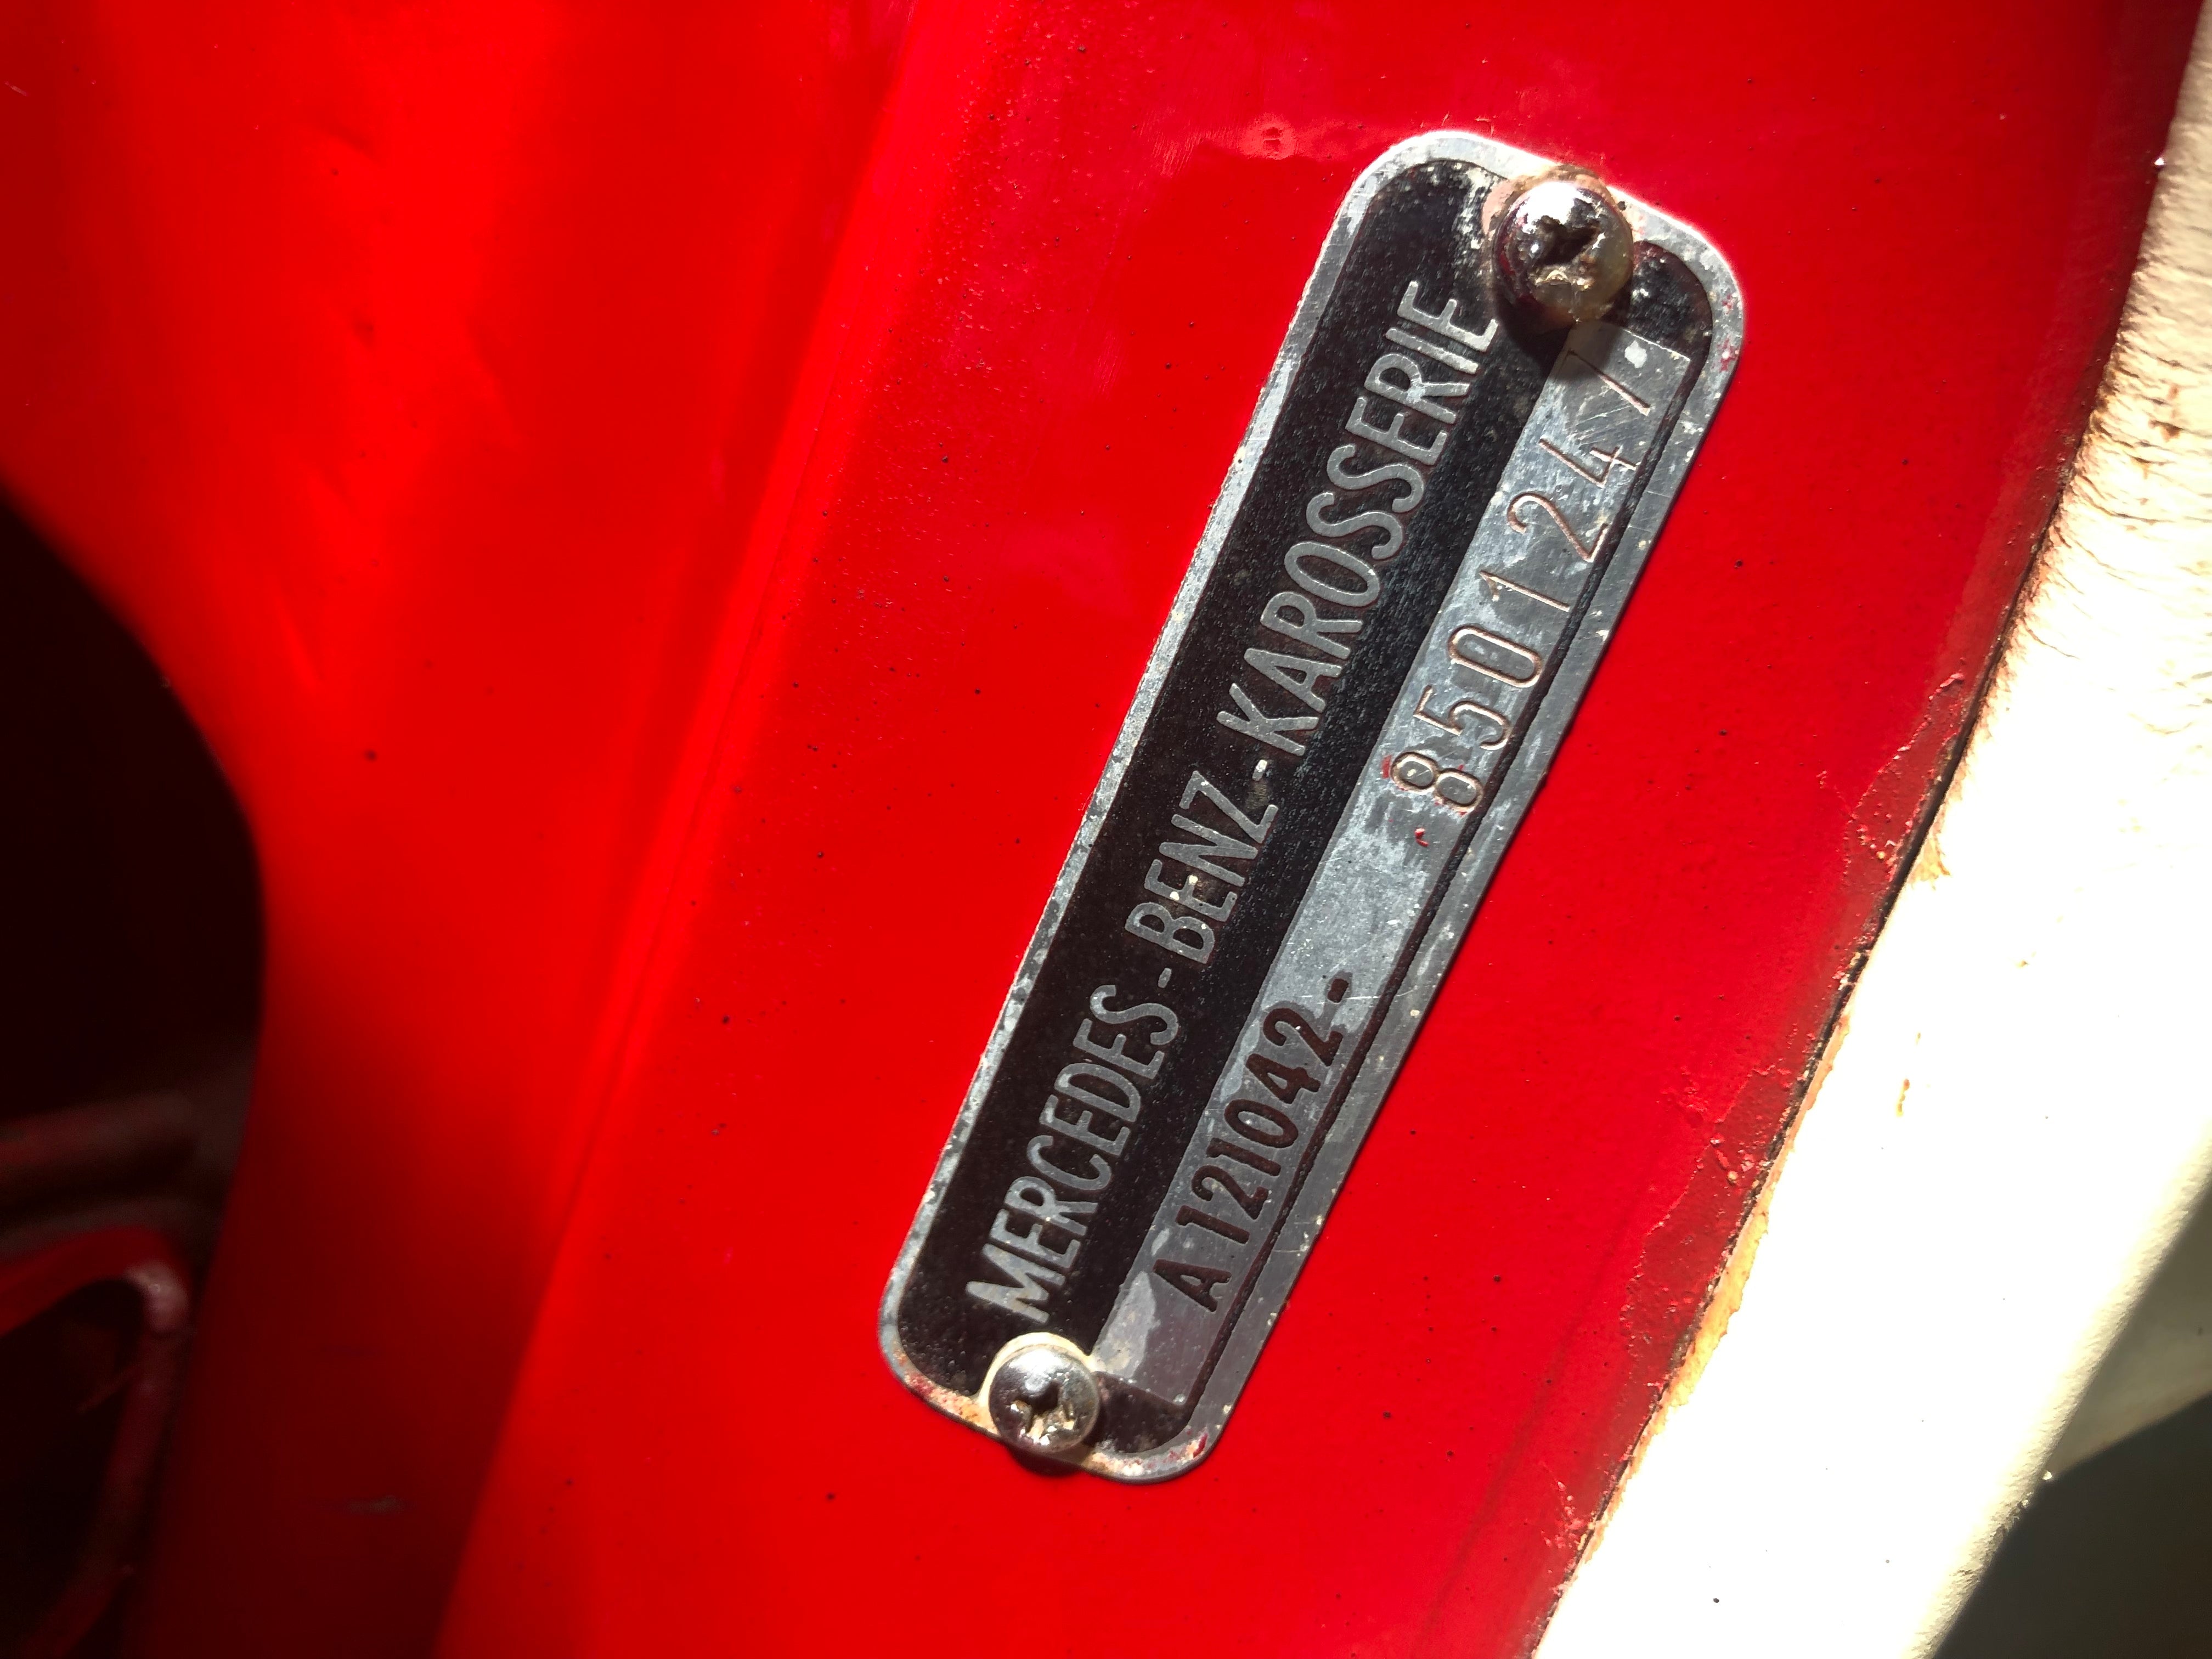 MERCEDES-BENZ-KAROSSERIE
A 121042- 8501247